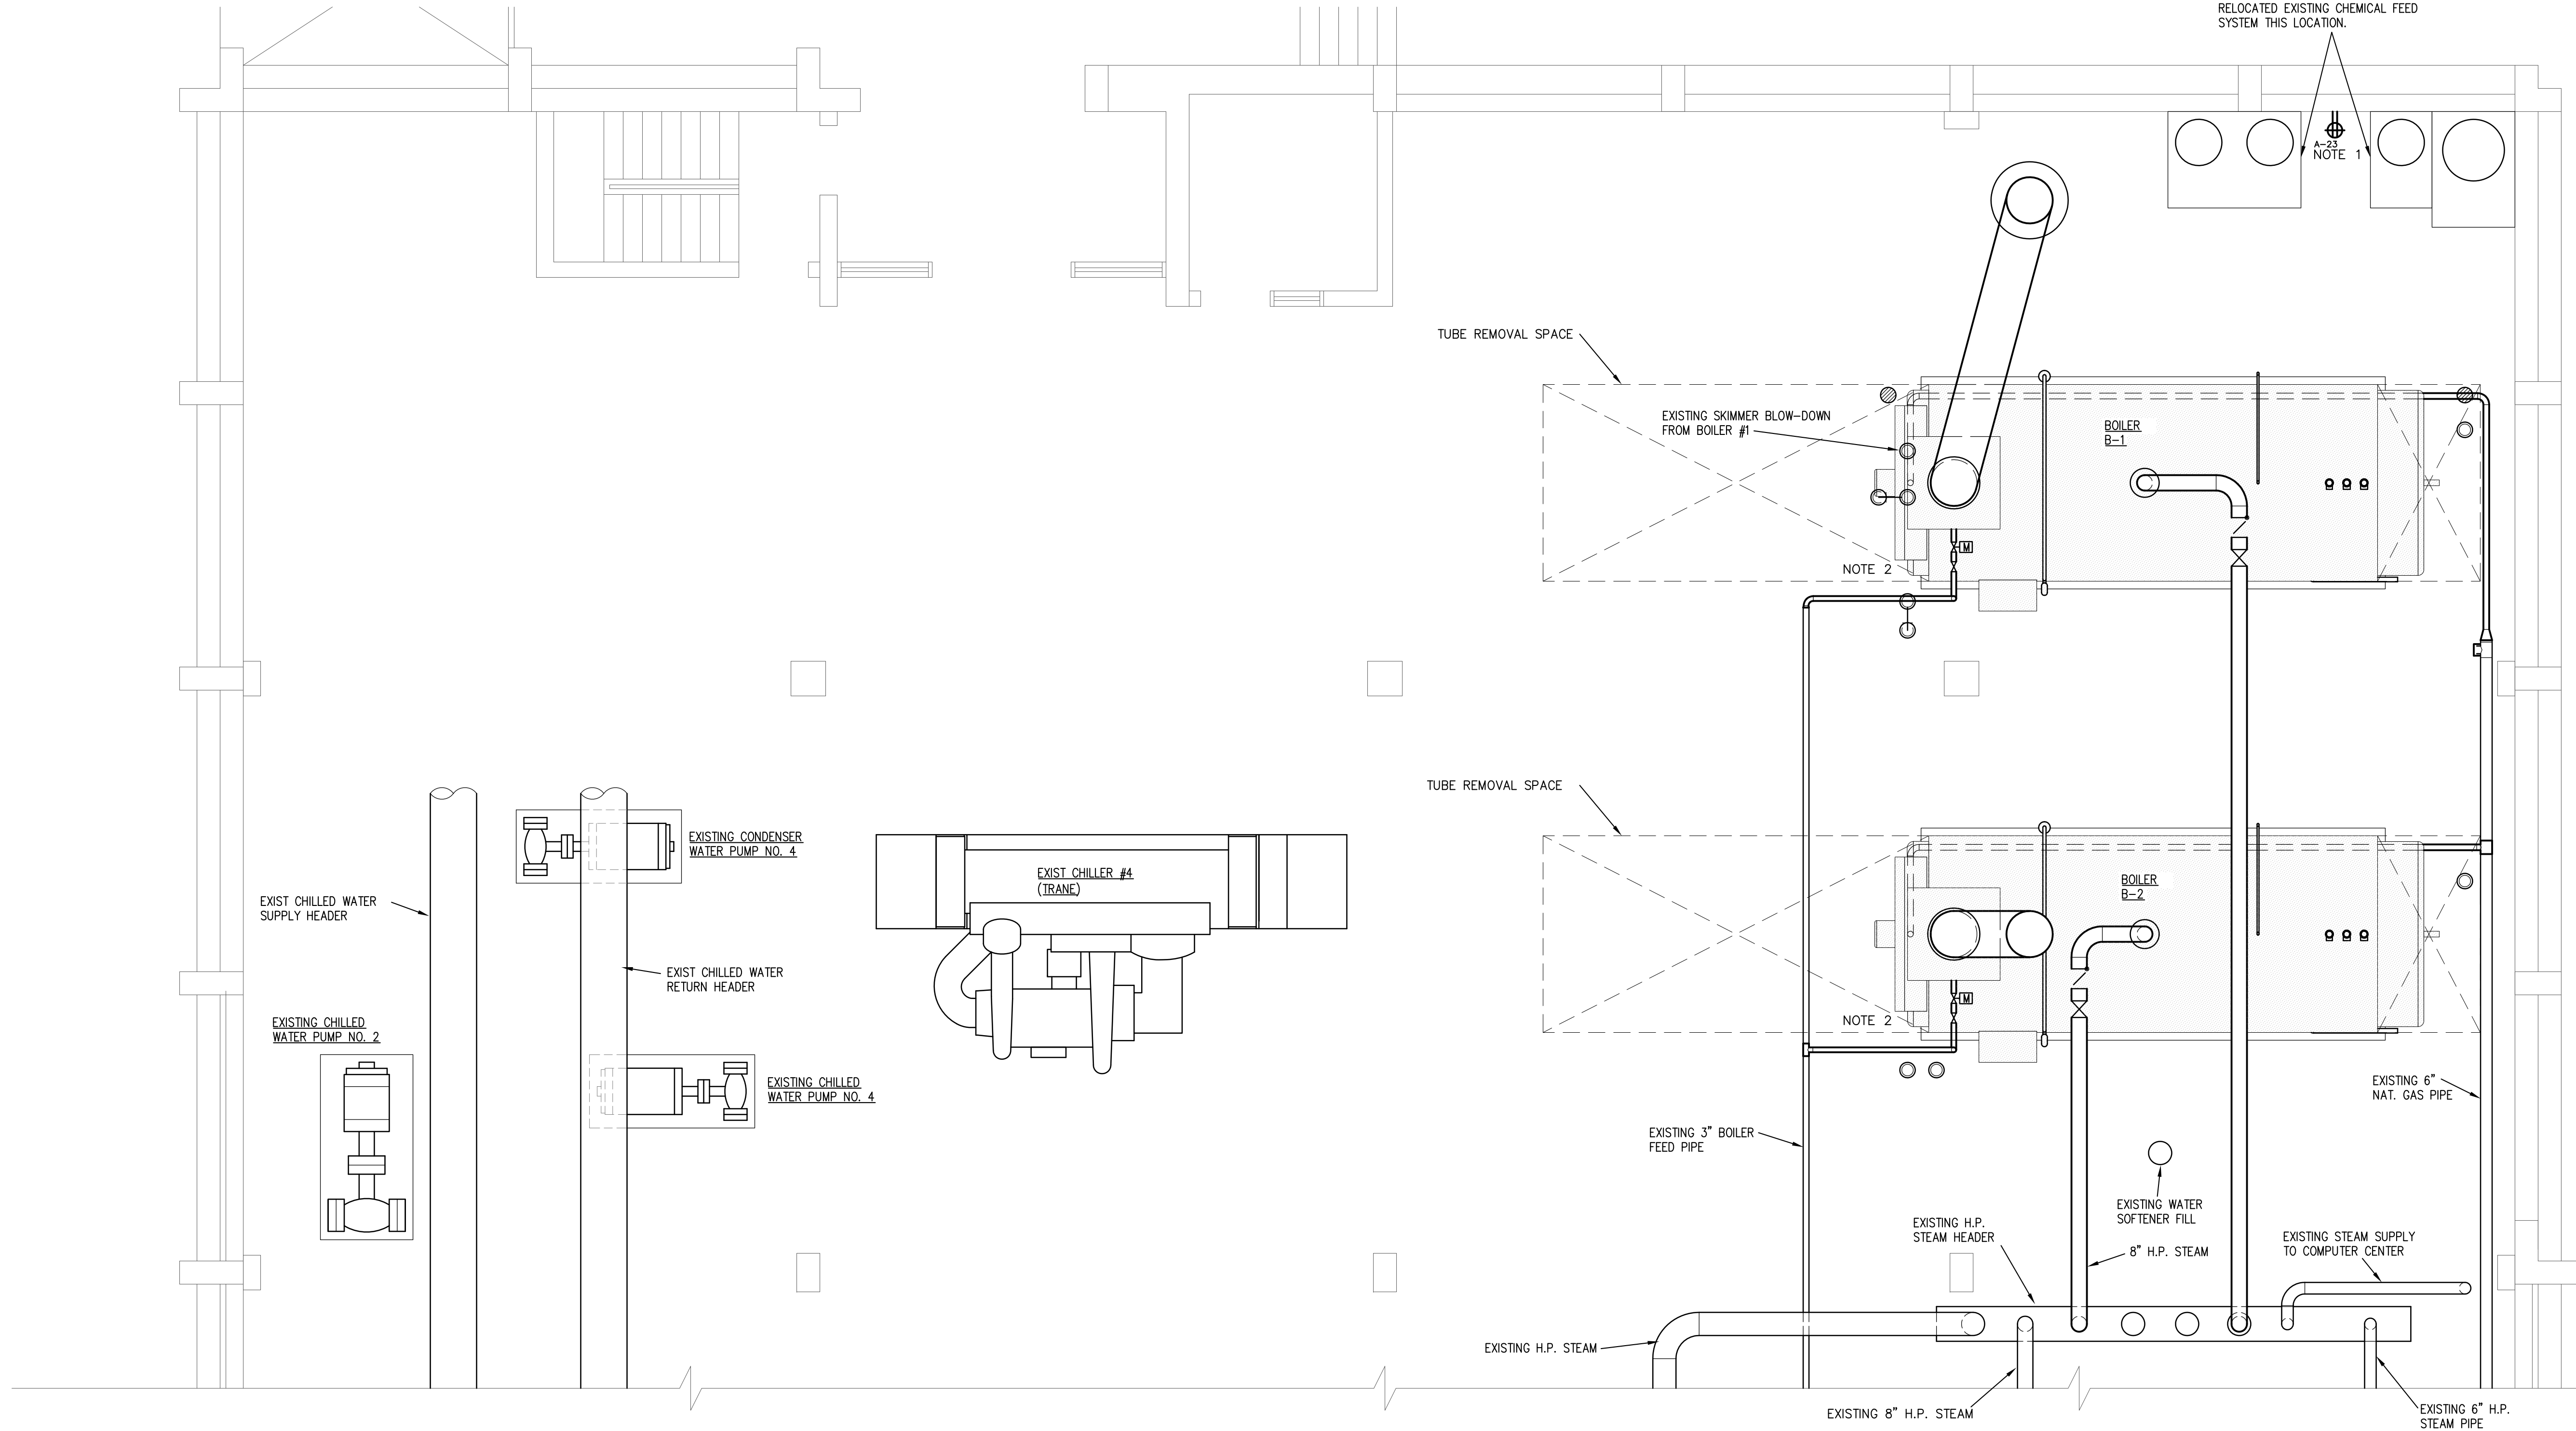 RELOCATED EXISTING CHEMICAL FEED
SYSTEM THIS LOCATION.
A-23
NOTE 1
TUBE REMOVAL SPACE
EXISTING SKIMMER BLOW-DOWN
FROM BOILER #1
BOILER
B-1
M
NOTE 2
TUBE REMOVAL SPACE
EXISTING CONDENSER
WATER PUMP NO. 4
EXIST CHILLER #4
(TRANE)
BOILER
B-2
EXIST CHILLED WATER
SUPPLY HEADER
EXIST CHILLED WATER
RETURN HEADER
M
NOTE 2
EXISTING CHILLED
WATER PUMP NO. 2
EXISTING CHILLED
WATER PUMP NO. 4
EXISTING 6"
NAT. GAS PIPE
EXISTING 3" BOILER
FEED PIPE
EXISTING WATER
SOFTENER FILL
EXISTING H.P.
STEAM HEADER
8" H.P. STEAM
EXISTING STEAM SUPPLY
TO COMPUTER CENTER
EXISTING H.P. STEAM
EXISTING 8" H.P. STEAM
EXISTING 6" H.P.
STEAM PIPE